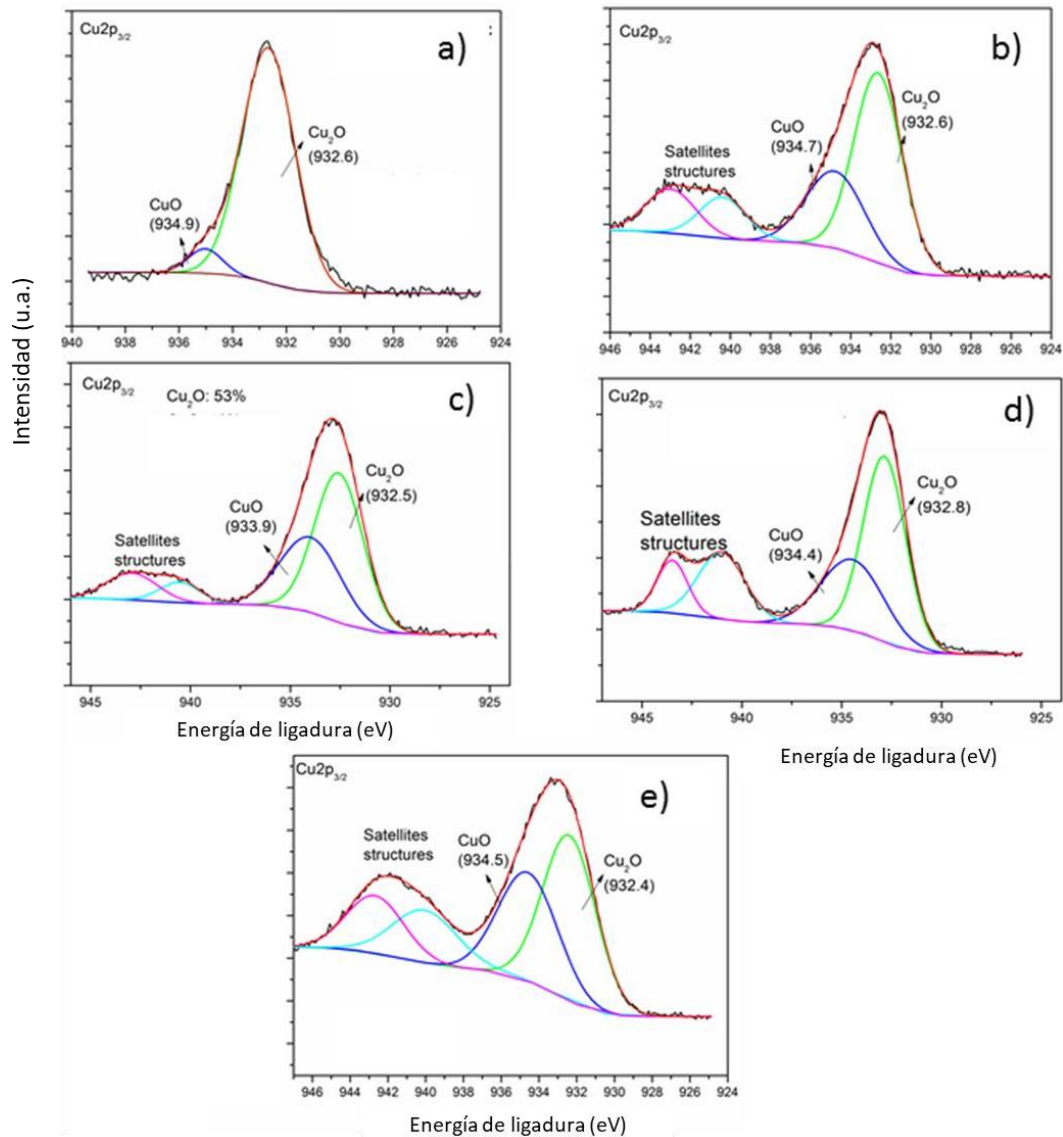 Intensidad (u.a.)
Cu2p3/2
a)
:
Cu2O
(932.6)
CuO
(934.9)
940 938 936 934 932 930 928 926 924
Cu2p3/2
b)
Cu2O
(932.6)
CuO
(934.7)
Satellites
structures
946 944 942 940 938 936 934 932 930 928 926 924
Cu2p3/2
Cu2O: 53%
c)
Cu2O
(932.5)
CuO
(933.9)
Satellites
structures
945 940 935 930 925
Energía de ligadura (eV)
Cu2p3/2
d)
Cu2O
(932.8)
Satellites
structures
CuO
(934.4)
945 940 935 930 925
Energía de ligadura (eV)
Cu2p3/2
e)
Satellites
structures
CuO
(934.5)
Cu2O
(932.4)
946 944 942 940 938 936 934 932 930 928 926 924
Energía de ligadura (eV)